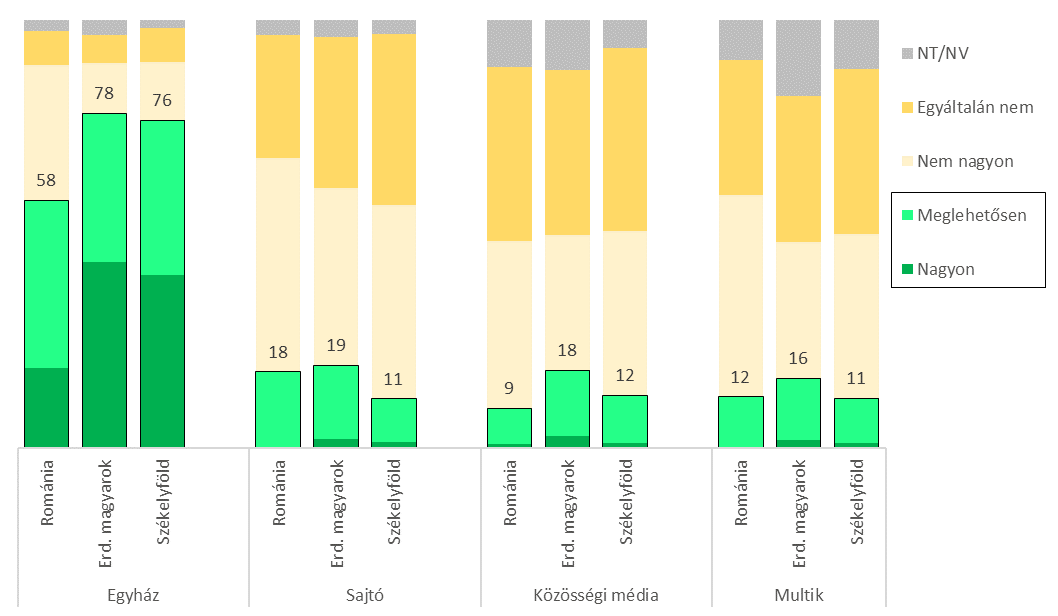 NT/NV
Egyáltalán nem
Nem nagyon
Meglehetősen
Nagyon
58
78
76
18
19
11
9
18
12
12
16
11
Románia
Erd. magyarok
Székelyföld
Románia
Erd. magyarok
Székelyföld
Románia
Erd. magyarok
Székelyföld
Románia
Erd. magyarok
Székelyföld
Egyház
Sajtó
Közösségi média
Multik